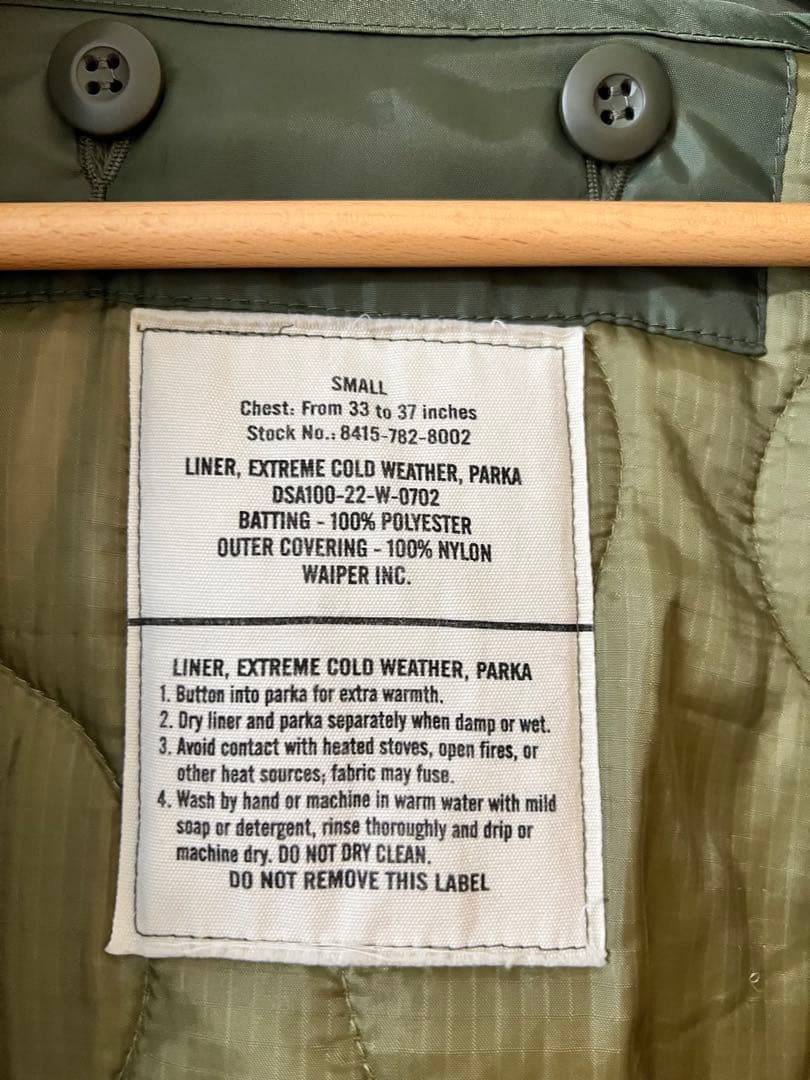 SMALL
Chest: From 33 to 37 inches
Stock No.: 8415-782-8002
LINER, EXTREME COLD WEATHER, PARKA
DSA100-22-W-0702
BATTING - 100% POLYESTER
OUTER COVERING - 100% NYLON
WAIPER INC.
LINER, EXTREME COLD WEATHER, PARKA
1. Button into parka for extra warmth.
2. Dry liner and parka separately when damp or wet.
3. Avoid contact with heated stoves, open fires, or
other heat sources; fabric may fuse.
4. Wash by hand or machine in warm water with mild
soap or detergent, rinse thoroughly and drip or
machine dry. DO NOT DRY CLEAN.
DO NOT REMOVE THIS LABEL